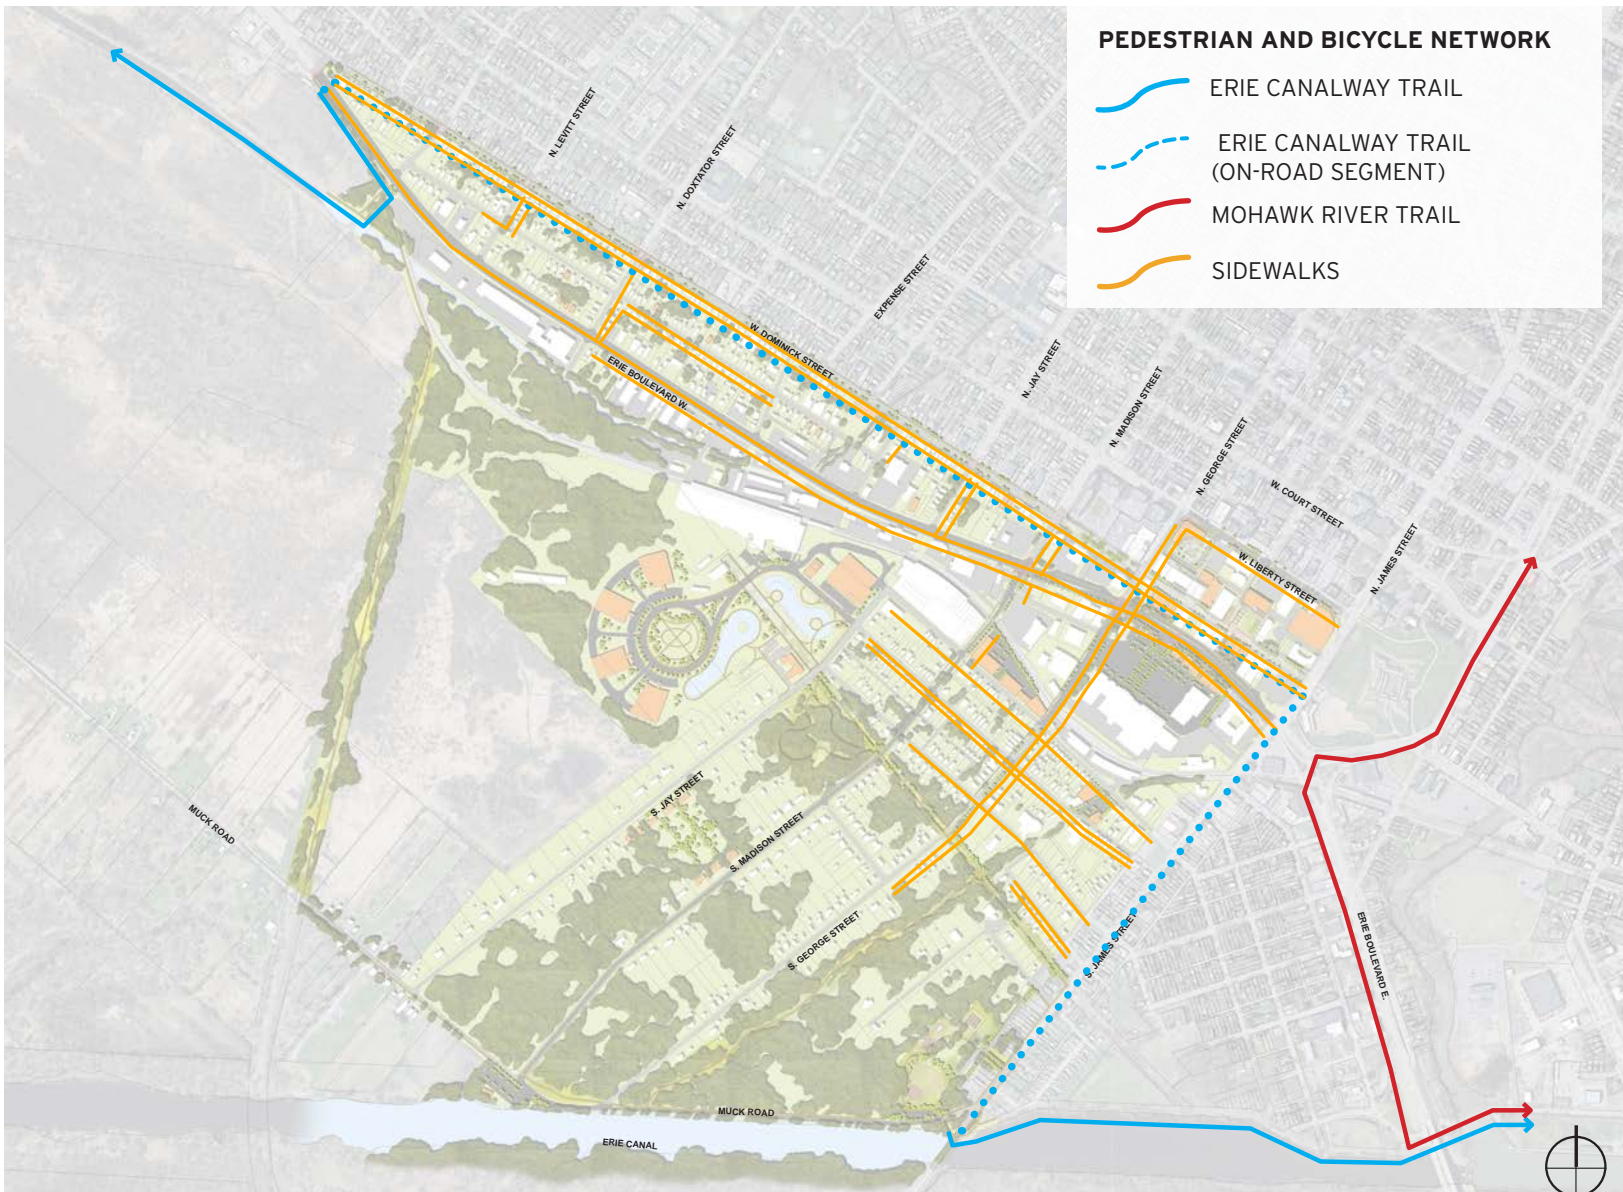 PEDESTRIAN AND BICYCLE NETWORK
ERIE CANALWAY TRAIL
ERIE CANALWAY TRAIL
(ON-ROAD SEGMENT)
MOHAWK RIVER TRAIL
SIDEWALKS
N. LEVITT STREET
N. DOXTATOR STREET
EXPENSE STREET
W. DOMINICK STREET
N. JAY STREET
ERIE BOULEVARD W.
N. MADISON STREET
N. GEORGE STREET
W. COURT STREET
N. JAMES STREET
W. LIBERTY STREET
S. JAY STREET
MUCK ROAD
S. MADISON STREET
S. GEORGE STREET
S. JAMES STREET
ERIE BOULEVARD E.
MUCK ROAD
ERIE CANAL